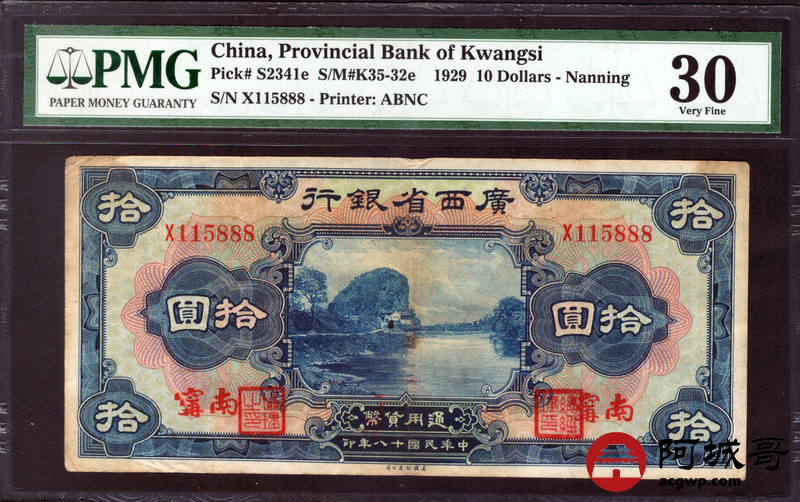 PMG
PAPER MONEY GUARANTY
China, Provincial Bank of Kwangsi
Pick# S2341e S/M#K35-32e 1929 10 Dollars - Nanning
S/N X115888 - Printer: ABNC
30
Very Fine
廣西省銀行
拾
拾
X115888
X115888
拾圓
拾圓
南甯
南甯
通用貨幣
中華民國十八年印
拾
拾
阿城哥
acgwp.com